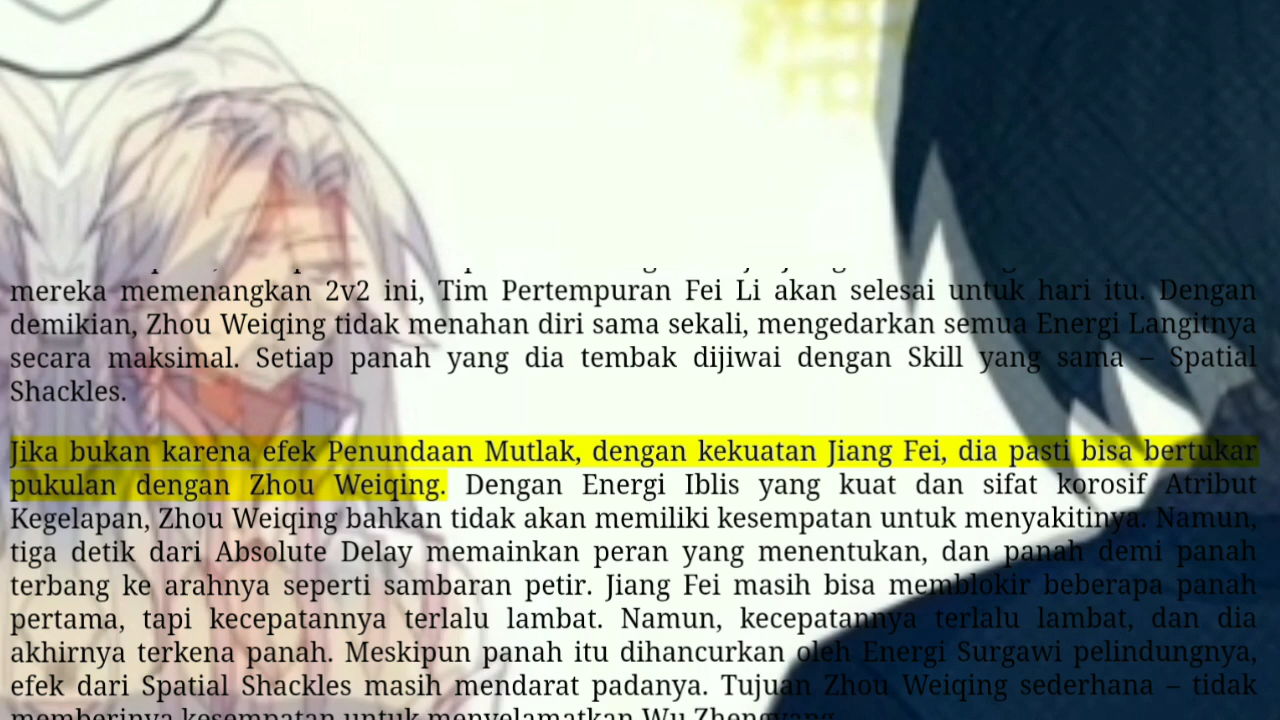 mereka memenangkan 2v2 ini, Tim Pertempuran Fei Li akan selesai untuk hari itu. Dengan
demikian, Zhou Weiqing tidak menahan diri sama sekali, mengedarkan semua Energi Langitnya
secara maksimal. Setiap panah yang dia tembak dijiwai dengan Skill yang sama – Spatial
Shackles.
Jika bukan karena efek Penundaan Mutlak, dengan kekuatan Jiang Fei, dia pasti bisa bertukar
pukulan dengan Zhou Weiqing. Dengan Energi Iblis yang kuat dan sifat korosif Atribut
Kegelapan, Zhou Weiqing bahkan tidak akan memiliki kesempatan untuk menyakitinya. Namun,
tiga detik dari Absolute Delay memainkan peran yang menentukan, dan panah demi panah
terbang ke arahnya seperti sambaran petir. Jiang Fei masih bisa memblokir beberapa panah
pertama, tapi kecepatannya terlalu lambat. Namun, kecepatannya terlalu lambat, dan dia
akhirnya terkena panah. Meskipun panah itu dihancurkan oleh Energi Surgawi pelindungnya,
efek dari Spatial Shackles masih mendarat padanya. Tujuan Zhou Weiqing sederhana – tidak
memberinya kesempatan untuk menyelamatkan Wu Zhengyang.